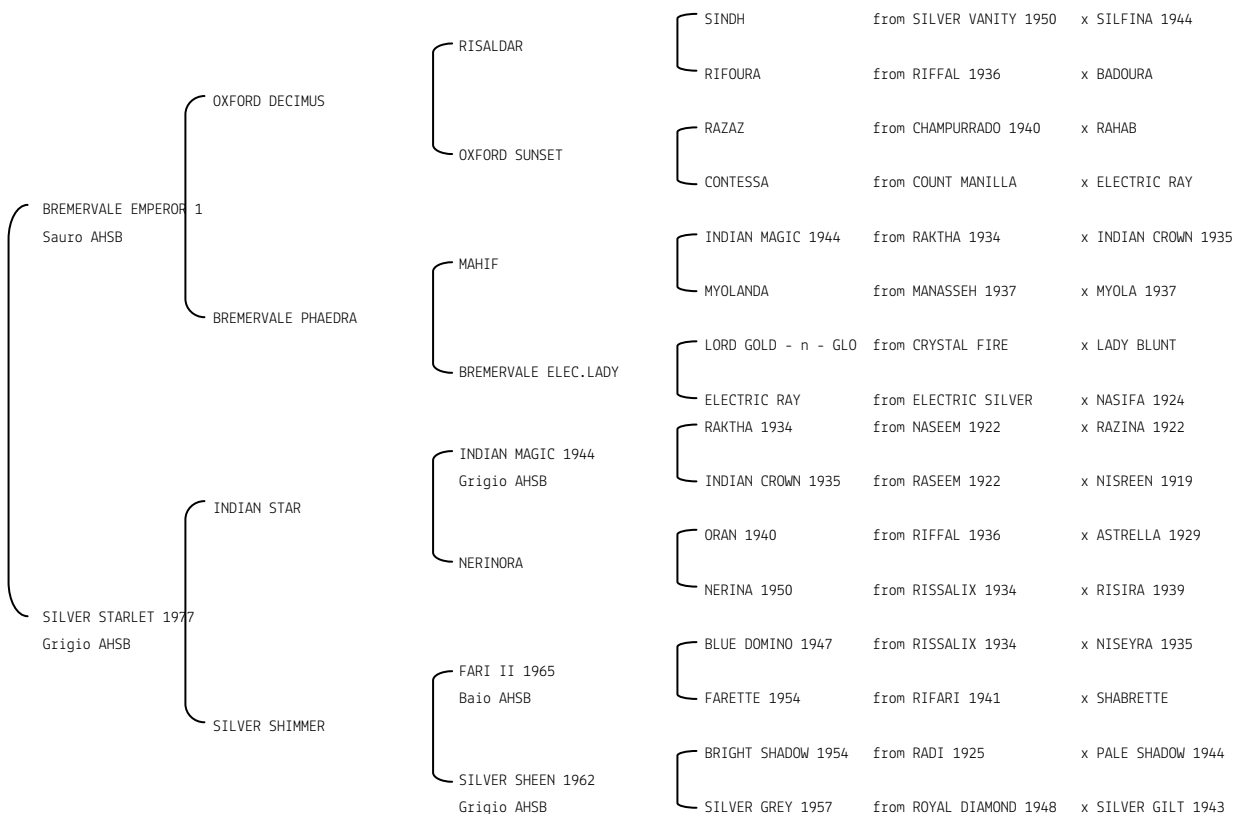 SINDH from SILVER VANITY 1950 x SILFINA 1944
RISALDAR
RIFOURA from RIFFAL 1936 x BADOURA
OXFORD DECIMUS
RAZAZ from CHAMPURRADO 1940 x RAHAB
OXFORD SUNSET
CONTESSA from COUNT MANILLA x ELECTRIC RAY
BREMERVALE EMPEROR 1
Sauro AHSB
INDIAN MAGIC 1944 from RAKTHA 1934 x INDIAN CROWN 1935
MAHIF
MYOLANDA from MANASSEH 1937 x MYOLA 1937
BREMERVALE PHAEDRA
LORD GOLD - n - GLO from CRYSTAL FIRE x LADY BLUNT
BREMERVALE ELEC.LADY
ELECTRIC RAY from ELECTRIC SILVER x NASIFA 1924
RAKTHA 1934 from NASEEM 1922 x RAZINA 1922
INDIAN MAGIC 1944
Grigio AHSB
INDIAN CROWN 1935 from RASEEM 1922 x NISREEN 1919
INDIAN STAR
ORAN 1940 from RIFFAL 1936 x ASTRELLA 1929
NERINORA
NERINA 1950 from RISSALIX 1934 x RISIRA 1939
SILVER STARLET 1977
Grigio AHSB
BLUE DOMINO 1947 from RISSALIX 1934 x NISEYRA 1935
FARI II 1965
Baio AHSB
FARETTE 1954 from RIFARI 1941 x SHABRETTE
SILVER SHIMMER
BRIGHT SHADOW 1954 from RADI 1925 x PALE SHADOW 1944
SILVER SHEEN 1962
Grigio AHSB
SILVER GREY 1957 from ROYAL DIAMOND 1948 x SILVER GILT 1943